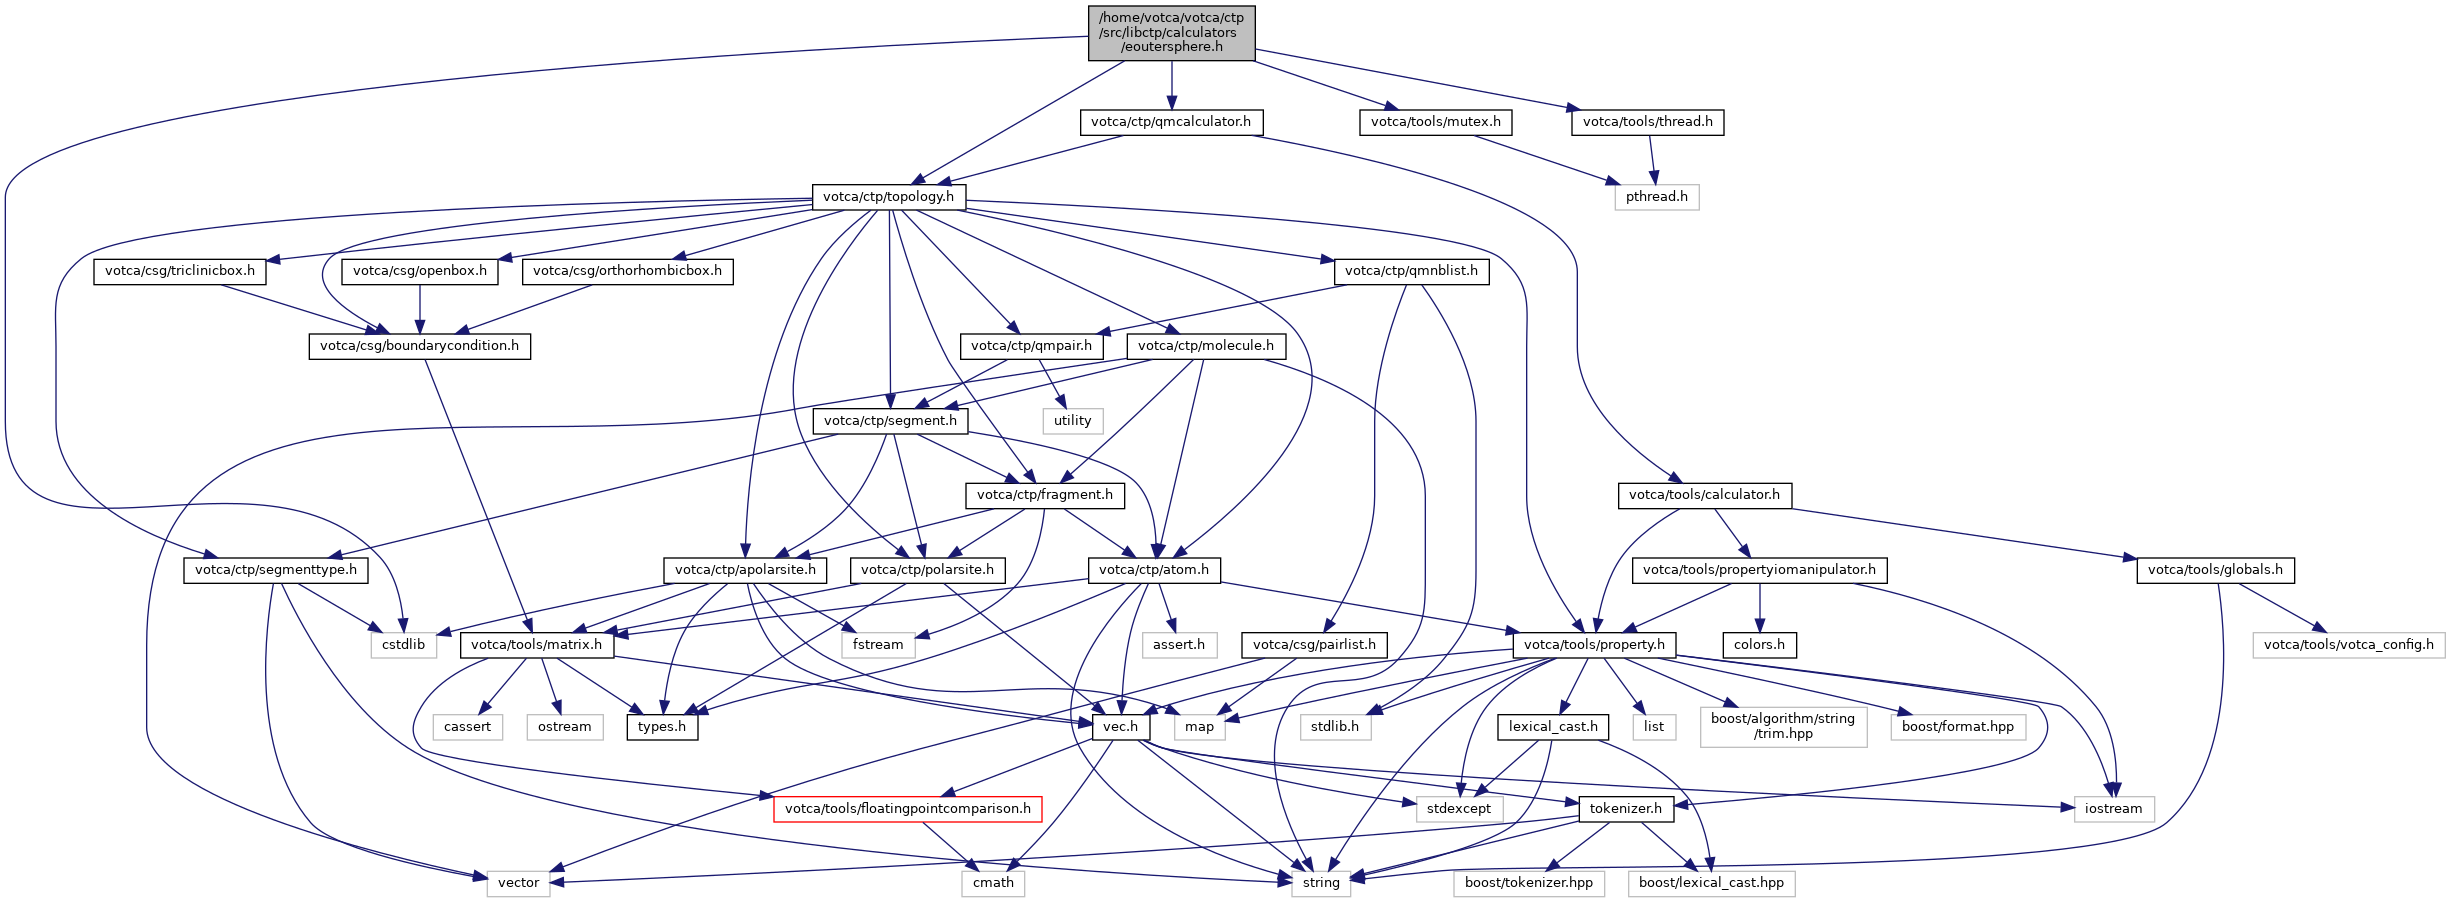 /home/votca/votca/ctp
/src/libctp/calculators
/eoutersphere.h
votca/ctp/qmcalculator.h
votca/tools/mutex.h
votca/tools/thread.h
votca/ctp/topology.h
pthread.h
votca/csg/triclinicbox.h
votca/csg/openbox.h
votca/csg/orthorhombicbox.h
votca/ctp/qmnblist.h
votca/csg/boundarycondition.h
votca/ctp/qmpair.h
votca/ctp/molecule.h
votca/ctp/segment.h
utility
votca/ctp/fragment.h
votca/tools/calculator.h
votca/ctp/segmenttype.h
votca/ctp/apolarsite.h
votca/ctp/polarsite.h
votca/ctp/atom.h
votca/tools/propertyiomanipulator.h
votca/tools/globals.h
cstdlib
votca/tools/matrix.h
fstream
assert.h
votca/csg/pairlist.h
votca/tools/property.h
colors.h
votca/tools/votca_config.h
cassert
ostream
types.h
vec.h
map
stdlib.h
lexical_cast.h
list
boost/algorithm/string
/trim.hpp
boost/format.hpp
votca/tools/floatingpointcomparison.h
stdexcept
tokenizer.h
iostream
vector
cmath
string
boost/tokenizer.hpp
boost/lexical_cast.hpp